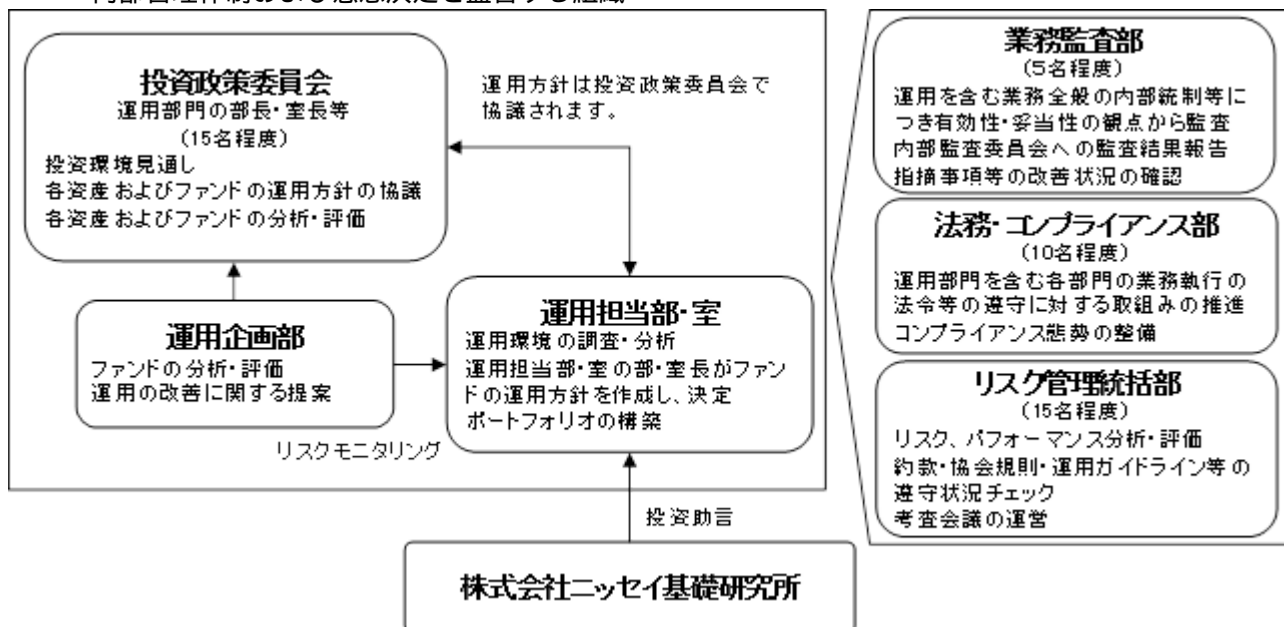 内部管理体制および意思決定を監督する組織
投資政策委員会
運用部門の部長・室長等
(15名程度)
投資環境見通し
各資産およびファンドの運用方針の協議
各資産およびファンドの分析・評価
運用方針は投資政策委員会で
協議されます。
運用企画部
ファンドの分析・評価
運用の改善に関する提案
リスクモニタリング
運用担当部・室
運用環境の調査・分析
運用担当部・室の部・室長がファン
ドの運用方針を作成し、決定
ポートフォリオの構築
投資助言
株式会社ニッセイ基礎研究所
業務監査部
(5名程度)
運用を含む業務全般の内部統制等に
つき有効性・妥当性の観点から監査
内部監査委員会への監査結果報告
指摘事項等の改善状況の確認
法務・コンプライアンス部
(10名程度)
運用部門を含む各部門の業務執行の
法令等の遵守に対する取組みの推進
コンプライアンス態勢の整備
リスク管理統括部
(15名程度)
リスク、パフォーマンス分析・評価
約款・協会規則・運用ガイドライン等の
遵守状況チェック
考査会議の運営